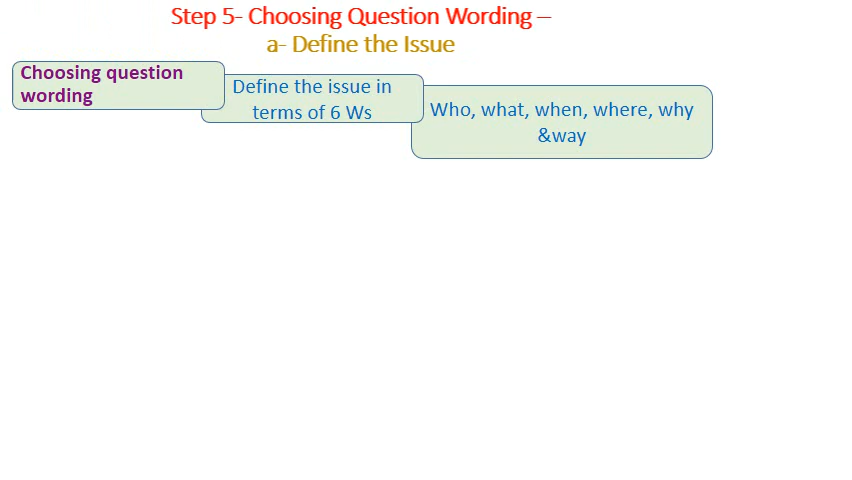 Step 5- Choosing Question Wording –
a- Define the Issue
Choosing question
wording
Define the issue in
terms of 6 Ws
Who, what, when, where, why
&way